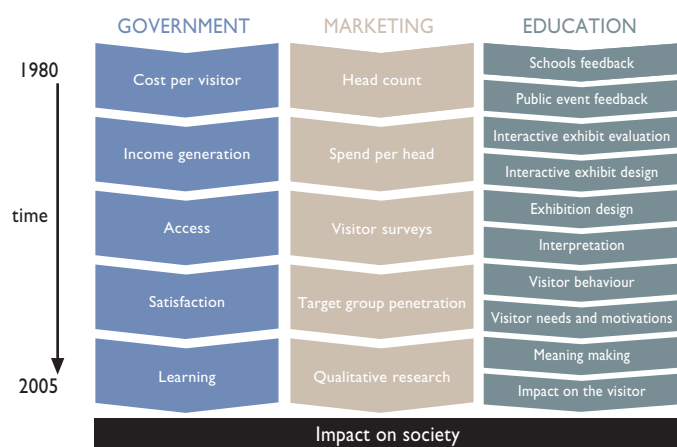 GOVERNMENT
MARKETING
EDUCATION
1980
time
2005
Cost per visitor
Income generation
Access
Satisfaction
Learning
Head count
Spend per head
Visitor surveys
Target group penetration
Qualitative research
Schools feedback
Public event feedback
Interactive exhibit evaluation
Interactive exhibit design
Exhibition design
Interpretation
Visitor behaviour
Visitor needs and motivations
Meaning making
Impact on the visitor
Impact on society